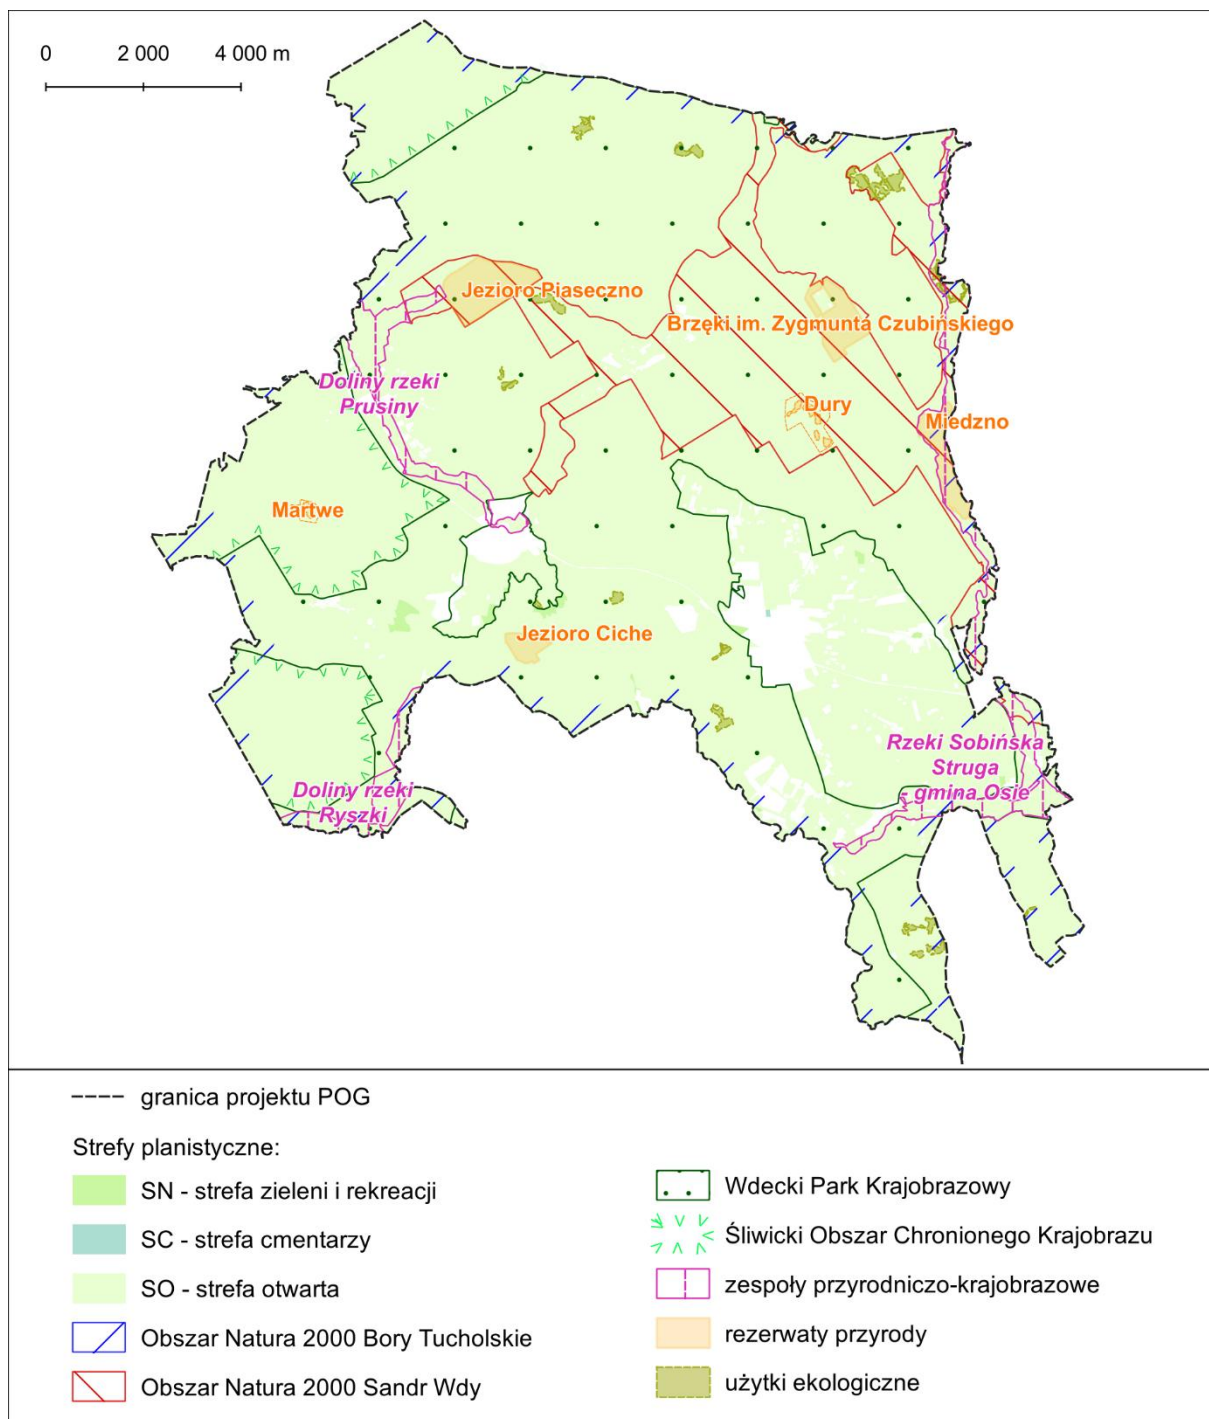 0 2 000 4 000 m
Jezioro Piaseczno
Brzęki im. Zygmunta Czubińskiego
Doliny rzeki
Prusiny
Dury
Miedzno
Martwe
Jezioro Ciche
Rzeki Sobińska
Struga
- gmina Osie
Doliny rzeki
Ryszki
granica projektu POG
Strefy planistyczne:
SN - strefa zieleni i rekreacji
SC - strefa cmentarzy
SO - strefa otwarta
Obszar Natura 2000 Bory Tucholskie
Obszar Natura 2000 Sandr Wdy
Wdecki Park Krajobrazowy
Śliwicki Obszar Chronionego Krajobrazu
zespoły przyrodniczo-krajobrazowe
rezerwaty przyrody
użytki ekologiczne